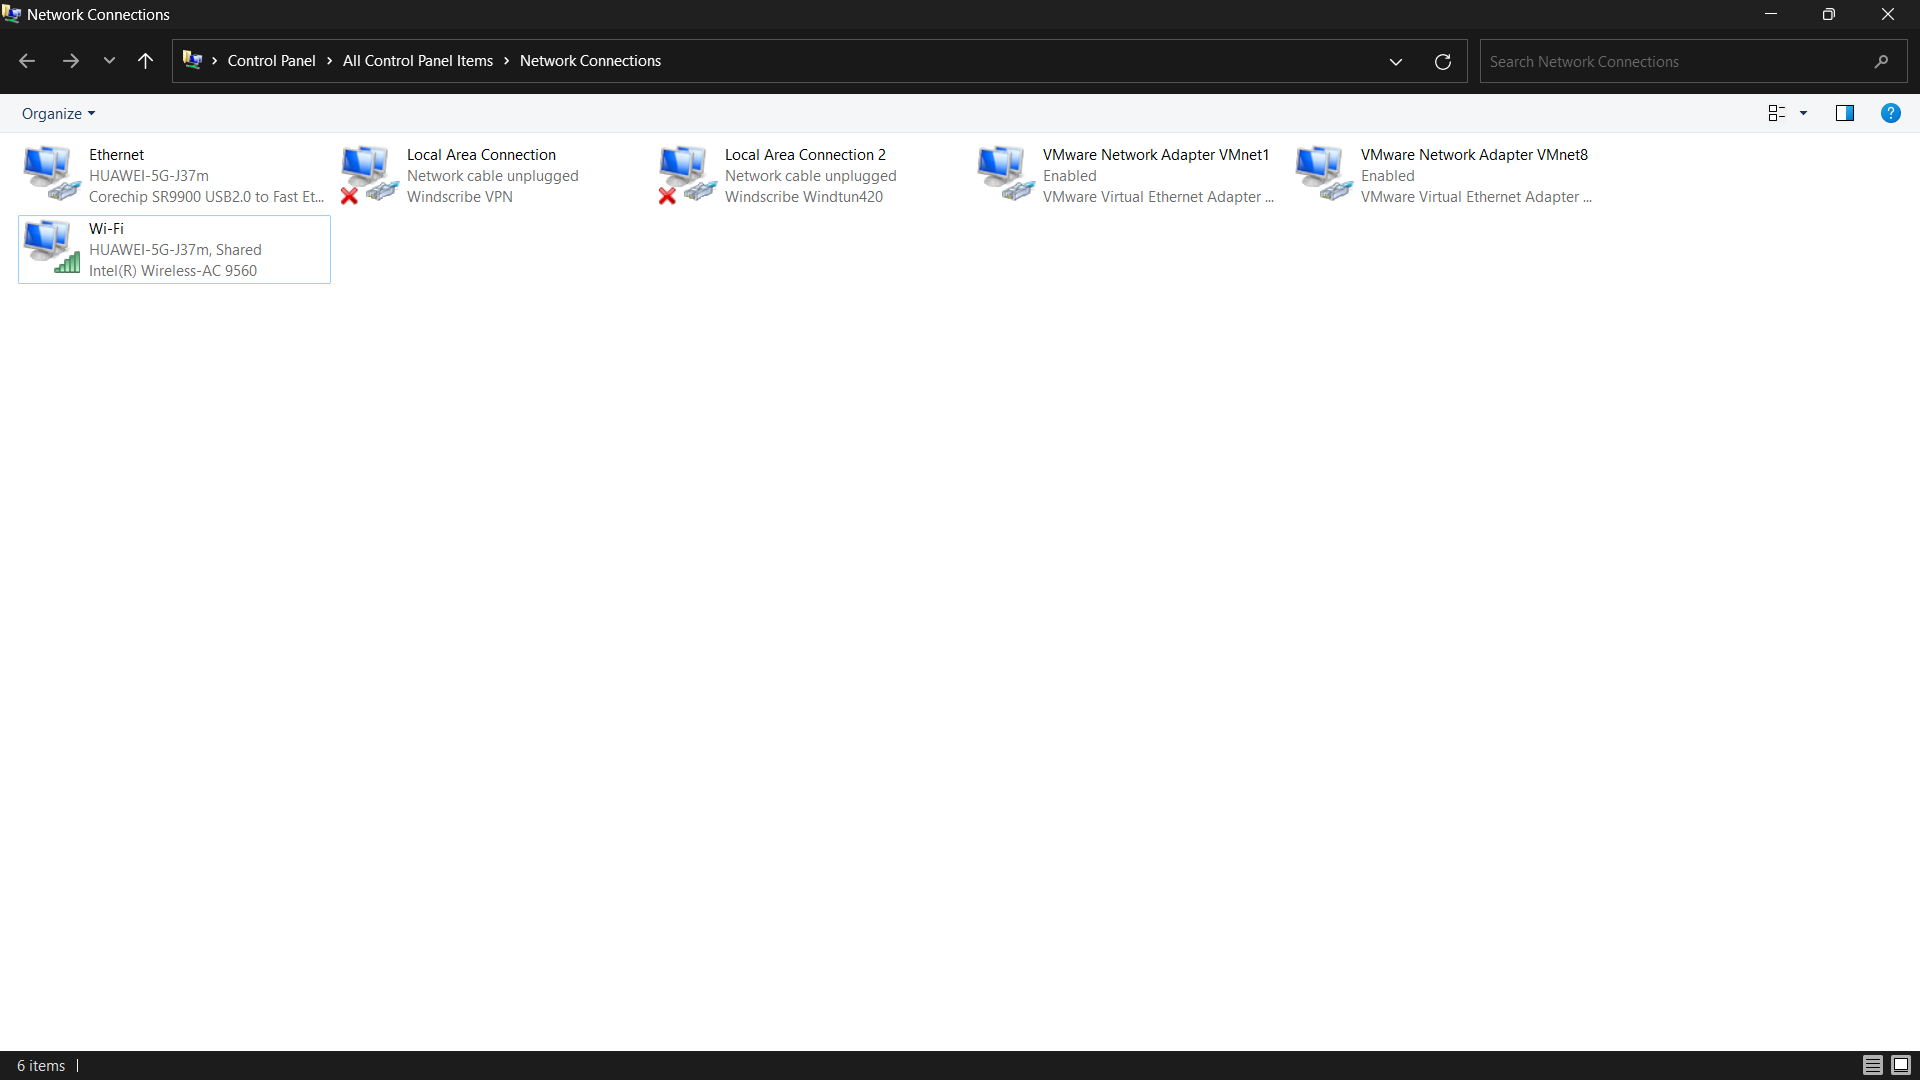 Network Connections
Control Panel > All Control Panel Items > Network Connections
Search Network Connections
Organize
Ethernet
HUAWEI-5G-J37m
Corechip SR9900 USB2.0 to Fast Et...
Local Area Connection
Network cable unplugged
Windscribe VPN
Local Area Connection 2
Network cable unplugged
Windscribe Windtun420
VMware Network Adapter VMnet1
Enabled
VMware Virtual Ethernet Adapter ...
VMware Network Adapter VMnet8
Enabled
VMware Virtual Ethernet Adapter ...
Wi-Fi
HUAWEI-5G-J37m, Shared
Intel(R) Wireless-AC 9560
6 items